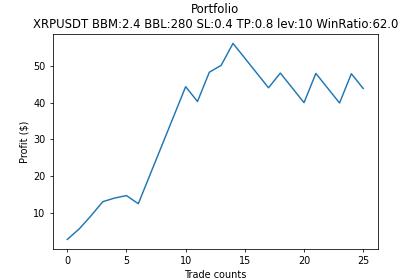 Portfolio
XRPUSDT BBM:2.4 BBL:280 SL:0.4 TP:0.8 lev:10 WinRatio:62.0
Profit ($)
50
40
30
20
10
0 5 10 15 20 25
Trade counts